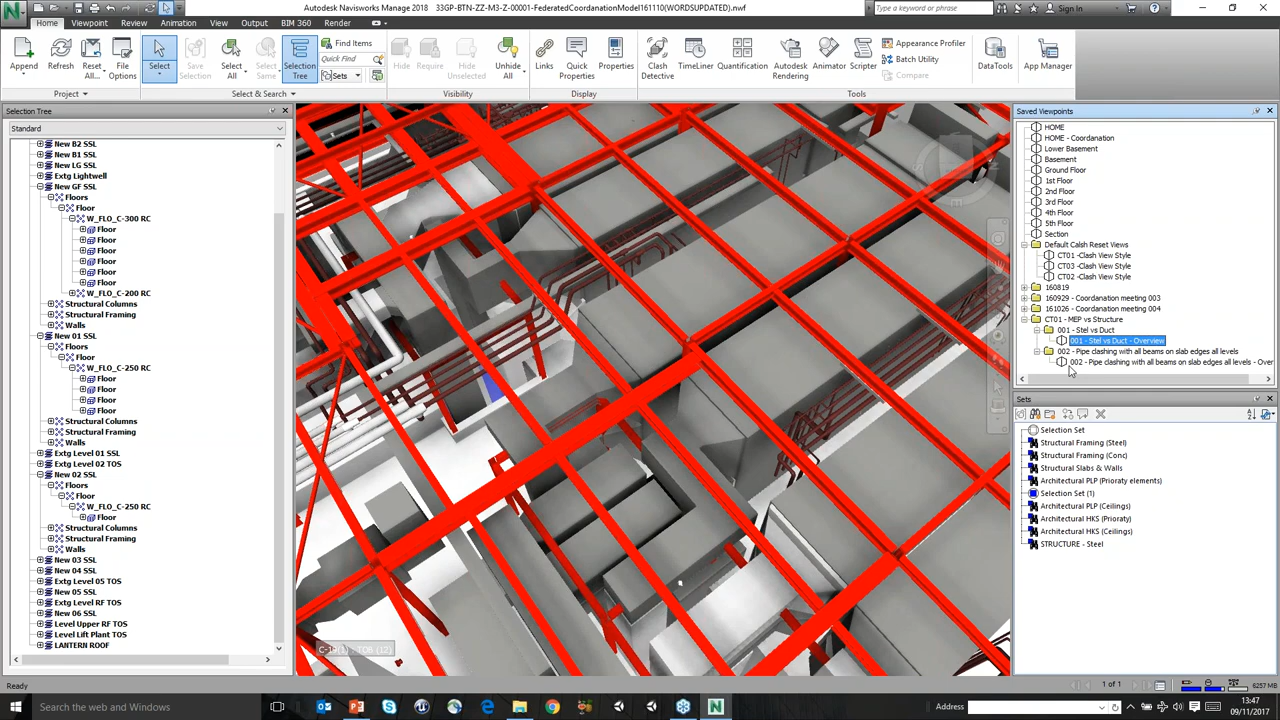 Autodesk Navisworks Manage 2018   33GP-BTN-ZZ-M3-Z-00001-FederatedCoordanationModel161110(WORDSUPDATED).nwf
Type a keyword or phrase
Sign In
Home Viewpoint Review Animation View Output BIM 360 Render
Append
Refresh
Reset All...
File Options
Select
Save Selection
Select All
Select Same
Selection Tree
Find Items
Quick Find
Sets
Hide
Require
Hide Unselected
Unhide All
Links
Quick Properties
Properties
Clash Detective
TimeLiner
Quantification
Autodesk Rendering
Animator
Scripter
Appearance Profiler
Batch Utility
Compare
DataTools
App Manager
Project
Select & Search
Visibility
Display
Tools
Selection Tree
Standard
New B2 SSL
New B1 SSL
New LG SSL
Extg Lightwell
New GF SSL
Floors
Floor
W_FLO_C-300 RC
Floor
Floor
Floor
Floor
Floor
Floor
W_FLO_C-200 RC
Structural Columns
Structural Framing
Walls
New 01 SSL
Floors
Floor
W_FLO_C-250 RC
Floor
Floor
Floor
Floor
Structural Columns
Structural Framing
Walls
Extg Level 01 SSL
Extg Level 02 TOS
New 02 SSL
Floors
Floor
W_FLO_C-250 RC
Floor
Structural Columns
Structural Framing
Walls
New 03 SSL
New 04 SSL
Extg Level 05 TOS
New 05 SSL
Extg Level RF TOS
New 06 SSL
Level Upper RF TOS
Level Lift Plant TOS
LANTERN ROOF
C-19(1) : TOB (12)
Saved Viewpoints
HOME
HOME - Coordanation
Lower Basement
Basement
Ground Floor
1st Floor
2nd Floor
3rd Floor
4th Floor
5th Floor
Section
Default Calsh Reset Views
CT01 -Clash View Style
CT03 -Clash View Style
CT02 -Clash View Style
160819
160929 - Coordanation meeting 003
161026 - Coordanation meeting 004
CT01 - MEP vs Structure
001 - Stel vs Duct
001 - Stel vs Duct - Overview
002 - Pipe clashing with all beams on slab edges all levels
002 - Pipe clashing with all beams on slab edges all levels - Over
Sets
Selection Set
Structural Framing (Steel)
Structural Framing (Conc)
Structural Slabs & Walls
Architectural PLP (Prioraty elements)
Selection Set (1)
Architectural PLP (Ceilings)
Architectural HKS (Prioraty)
Architectural HKS (Ceilings)
STRUCTURE - Steel
Ready
1 of 1
6257 MB
Search Windows
Address
13:47
09/11/2017